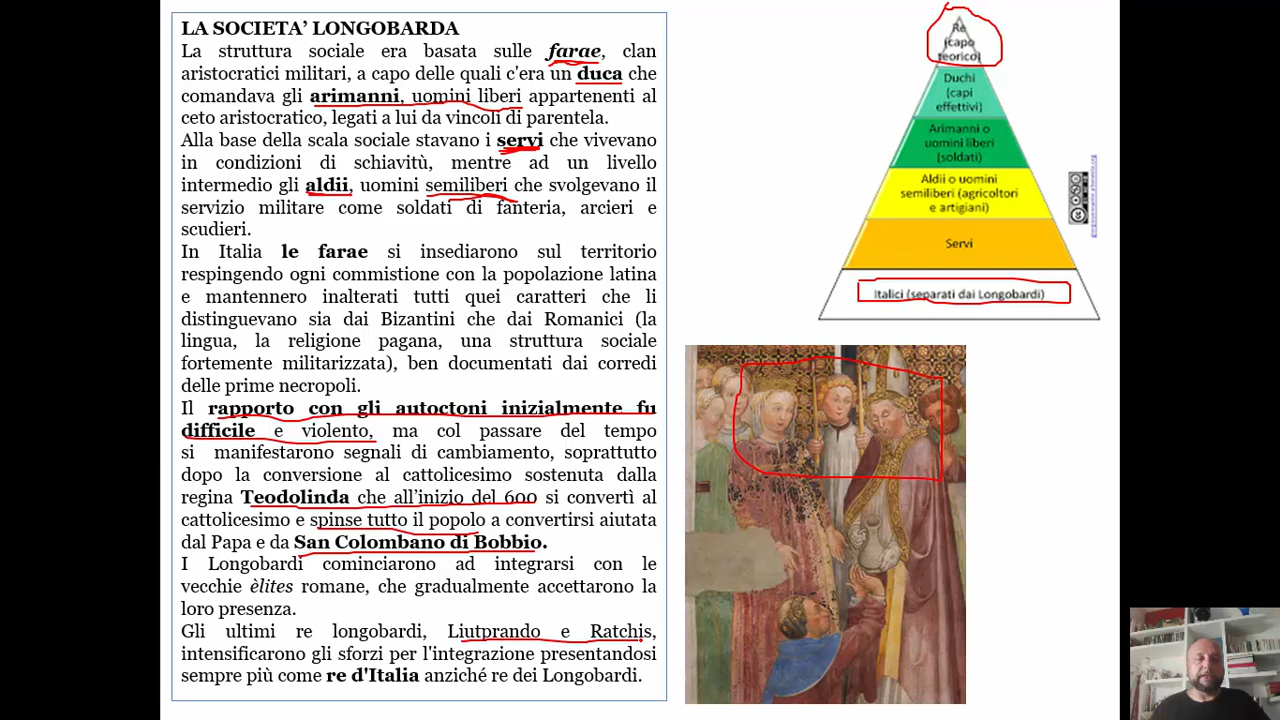 LA SOCIETA’ LONGOBARDA
La struttura sociale era basata sulle farae, clan
aristocratici militari, a capo delle quali c'era un duca che
comandava gli arimanni, uomini liberi appartenenti al
ceto aristocratico, legati a lui da vincoli di parentela.
Alla base della scala sociale stavano i servi che vivevano
in condizioni di schiavitù, mentre ad un livello
intermedio gli aldii, uomini semiliberi che svolgevano il
servizio militare come soldati di fanteria, arcieri e
scudieri.
In Italia le farae si insediarono sul territorio
respingendo ogni commistione con la popolazione latina
e mantennero inalterati tutti quei caratteri che li
distinguevano sia dai Bizantini che dai Romanici (la
lingua, la religione pagana, una struttura sociale
fortemente militarizzata), ben documentati dai corredi
delle prime necropoli.
Il rapporto con gli autoctoni inizialmente fu
difficile e violento, ma col passare del tempo
si manifestarono segnali di cambiamento, soprattutto
dopo la conversione al cattolicesimo sostenuta dalla
regina Teodolinda che all’inizio del 600 si convertì al
cattolicesimo e spinse tutto il popolo a convertirsi aiutata
dal Papa e da San Colombano di Bobbio.
I Longobardi cominciarono ad integrarsi con le
vecchie èlites romane, che gradualmente accettarono la
loro presenza.
Gli ultimi re longobardi, Liutprando e Ratchis,
intensificarono gli sforzi per l'integrazione presentandosi
sempre più come re d'Italia anziché re dei Longobardi.
Re
(capo
teorico)
Duchi
(capi
effettivi)
Arimanni o
uomini liberi
(soldati)
Aldii o uomini
semiliberi (agricoltori
e artigiani)
Servi
Italici (separati dai Longobardi)